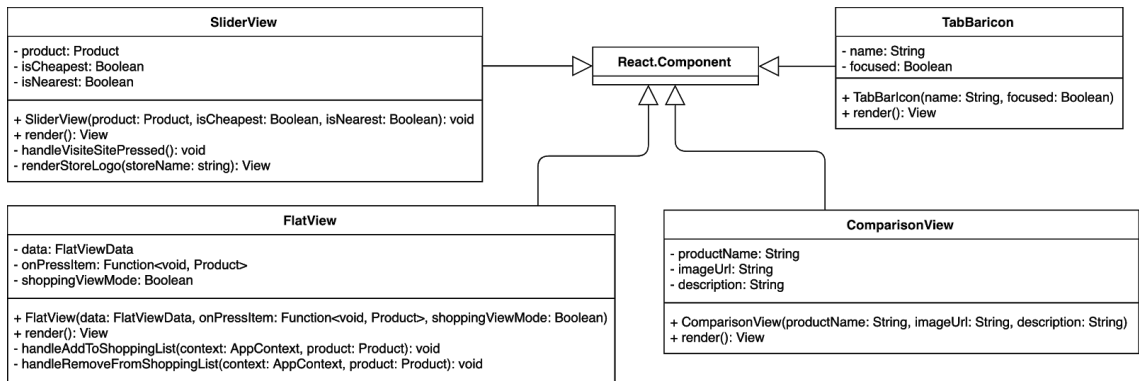 SliderView
- product: Product
- isCheapest: Boolean
- isNearest: Boolean
+ SliderView(product: Product, isCheapest: Boolean, isNearest: Boolean): void
+ render(): View
- handleVisiteSitePressed(): void
- renderStoreLogo(storeName: string): View
React.Component
TabBaricon
- name: String
- focused: Boolean
+ TabBarIcon(name: String, focused: Boolean)
+ render(): View
FlatView
- data: FlatViewData
- onPressItem: Function<void, Product>
- shoppingViewMode: Boolean
+ FlatView(data: FlatViewData, onPressItem: Function<void, Product>, shoppingViewMode: Boolean)
+ render(): View
- handleAddToShoppingList(context: AppContext, product: Product): void
- handleRemoveFromShoppingList(context: AppContext, product: Product): void
ComparisonView
- productName: String
- imageUrl: String
- description: String
+ ComparisonView(productName: String, imageUrl: String, description: String)
+ render(): View